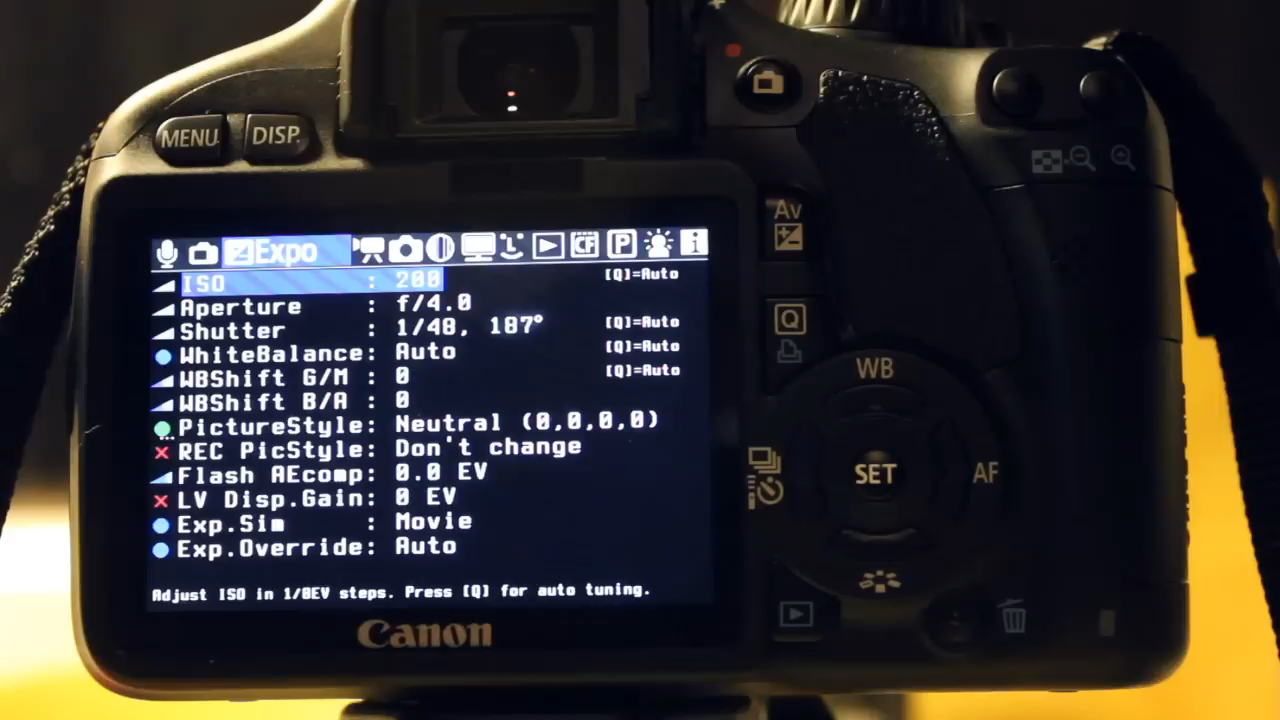 MENU DISP.
Av
Expo L CF P i
ISO : 200 [Q]=Auto
Aperture : f/4.0
Shutter : 1/48, 187° [Q]=Auto
WhiteBalance: Auto [Q]=Auto
WBShift G/M : 0 [Q]=Auto
WBShift B/A : 0
PictureStyle: Neutral (0,0,0,0)
REC PicStyle: Don't change
Flash AEcomp: 0.0 EV
LV Disp.Gain: 0 EV
Exp.Sim : Movie
Exp.Override: Auto
Adjust ISO in 1/8EV steps. Press [Q] for auto tuning.
Canon
Q
WB
SET
AF